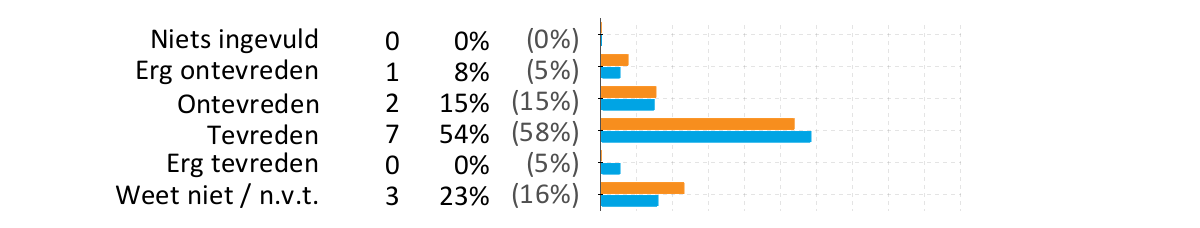 Niets ingevuld 0 0% (0%)
Erg ontevreden 1 8% (5%)
Ontevreden 2 15% (15%)
Tevreden 7 54% (58%)
Erg tevreden 0 0% (5%)
Weet niet / n.v.t. 3 23% (16%)